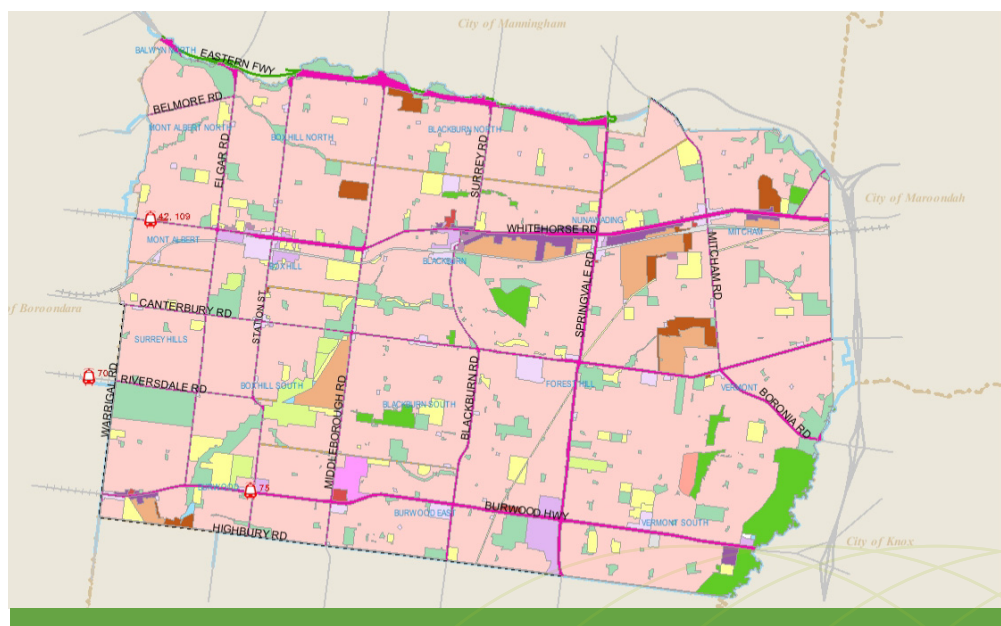 City of Manningham
BALWYN NORTH
EASTERN FWY
BELMORE RD
MONT ALBERT NORTH
BOX HILL NORTH
BLACKBURN NORTH
ELGAR RD
SURREY RD
City of Maroondah
42, 109
NUNAWADING
WHITEHORSE RD
MITCHAM
MONT ALBERT
BOX HILL
BLACKBURN
MITCHAM RD
SPRINGVALE RD
STATION ST
of Boroondara
CANTERBURY RD
SURREY HILLS
70
RIVERSDALE RD
WARRIGAL RD
BOX HILL SOUTH
MIDDLEBOROUGH RD
BLACKBURN SOUTH
BLACKBURN RD
FOREST HILL
VERMONT
BORONIA RD
75
BURWOOD EAST
BURWOOD HWY
VERMONT SOUTH
HIGHBURY RD
City of Knox